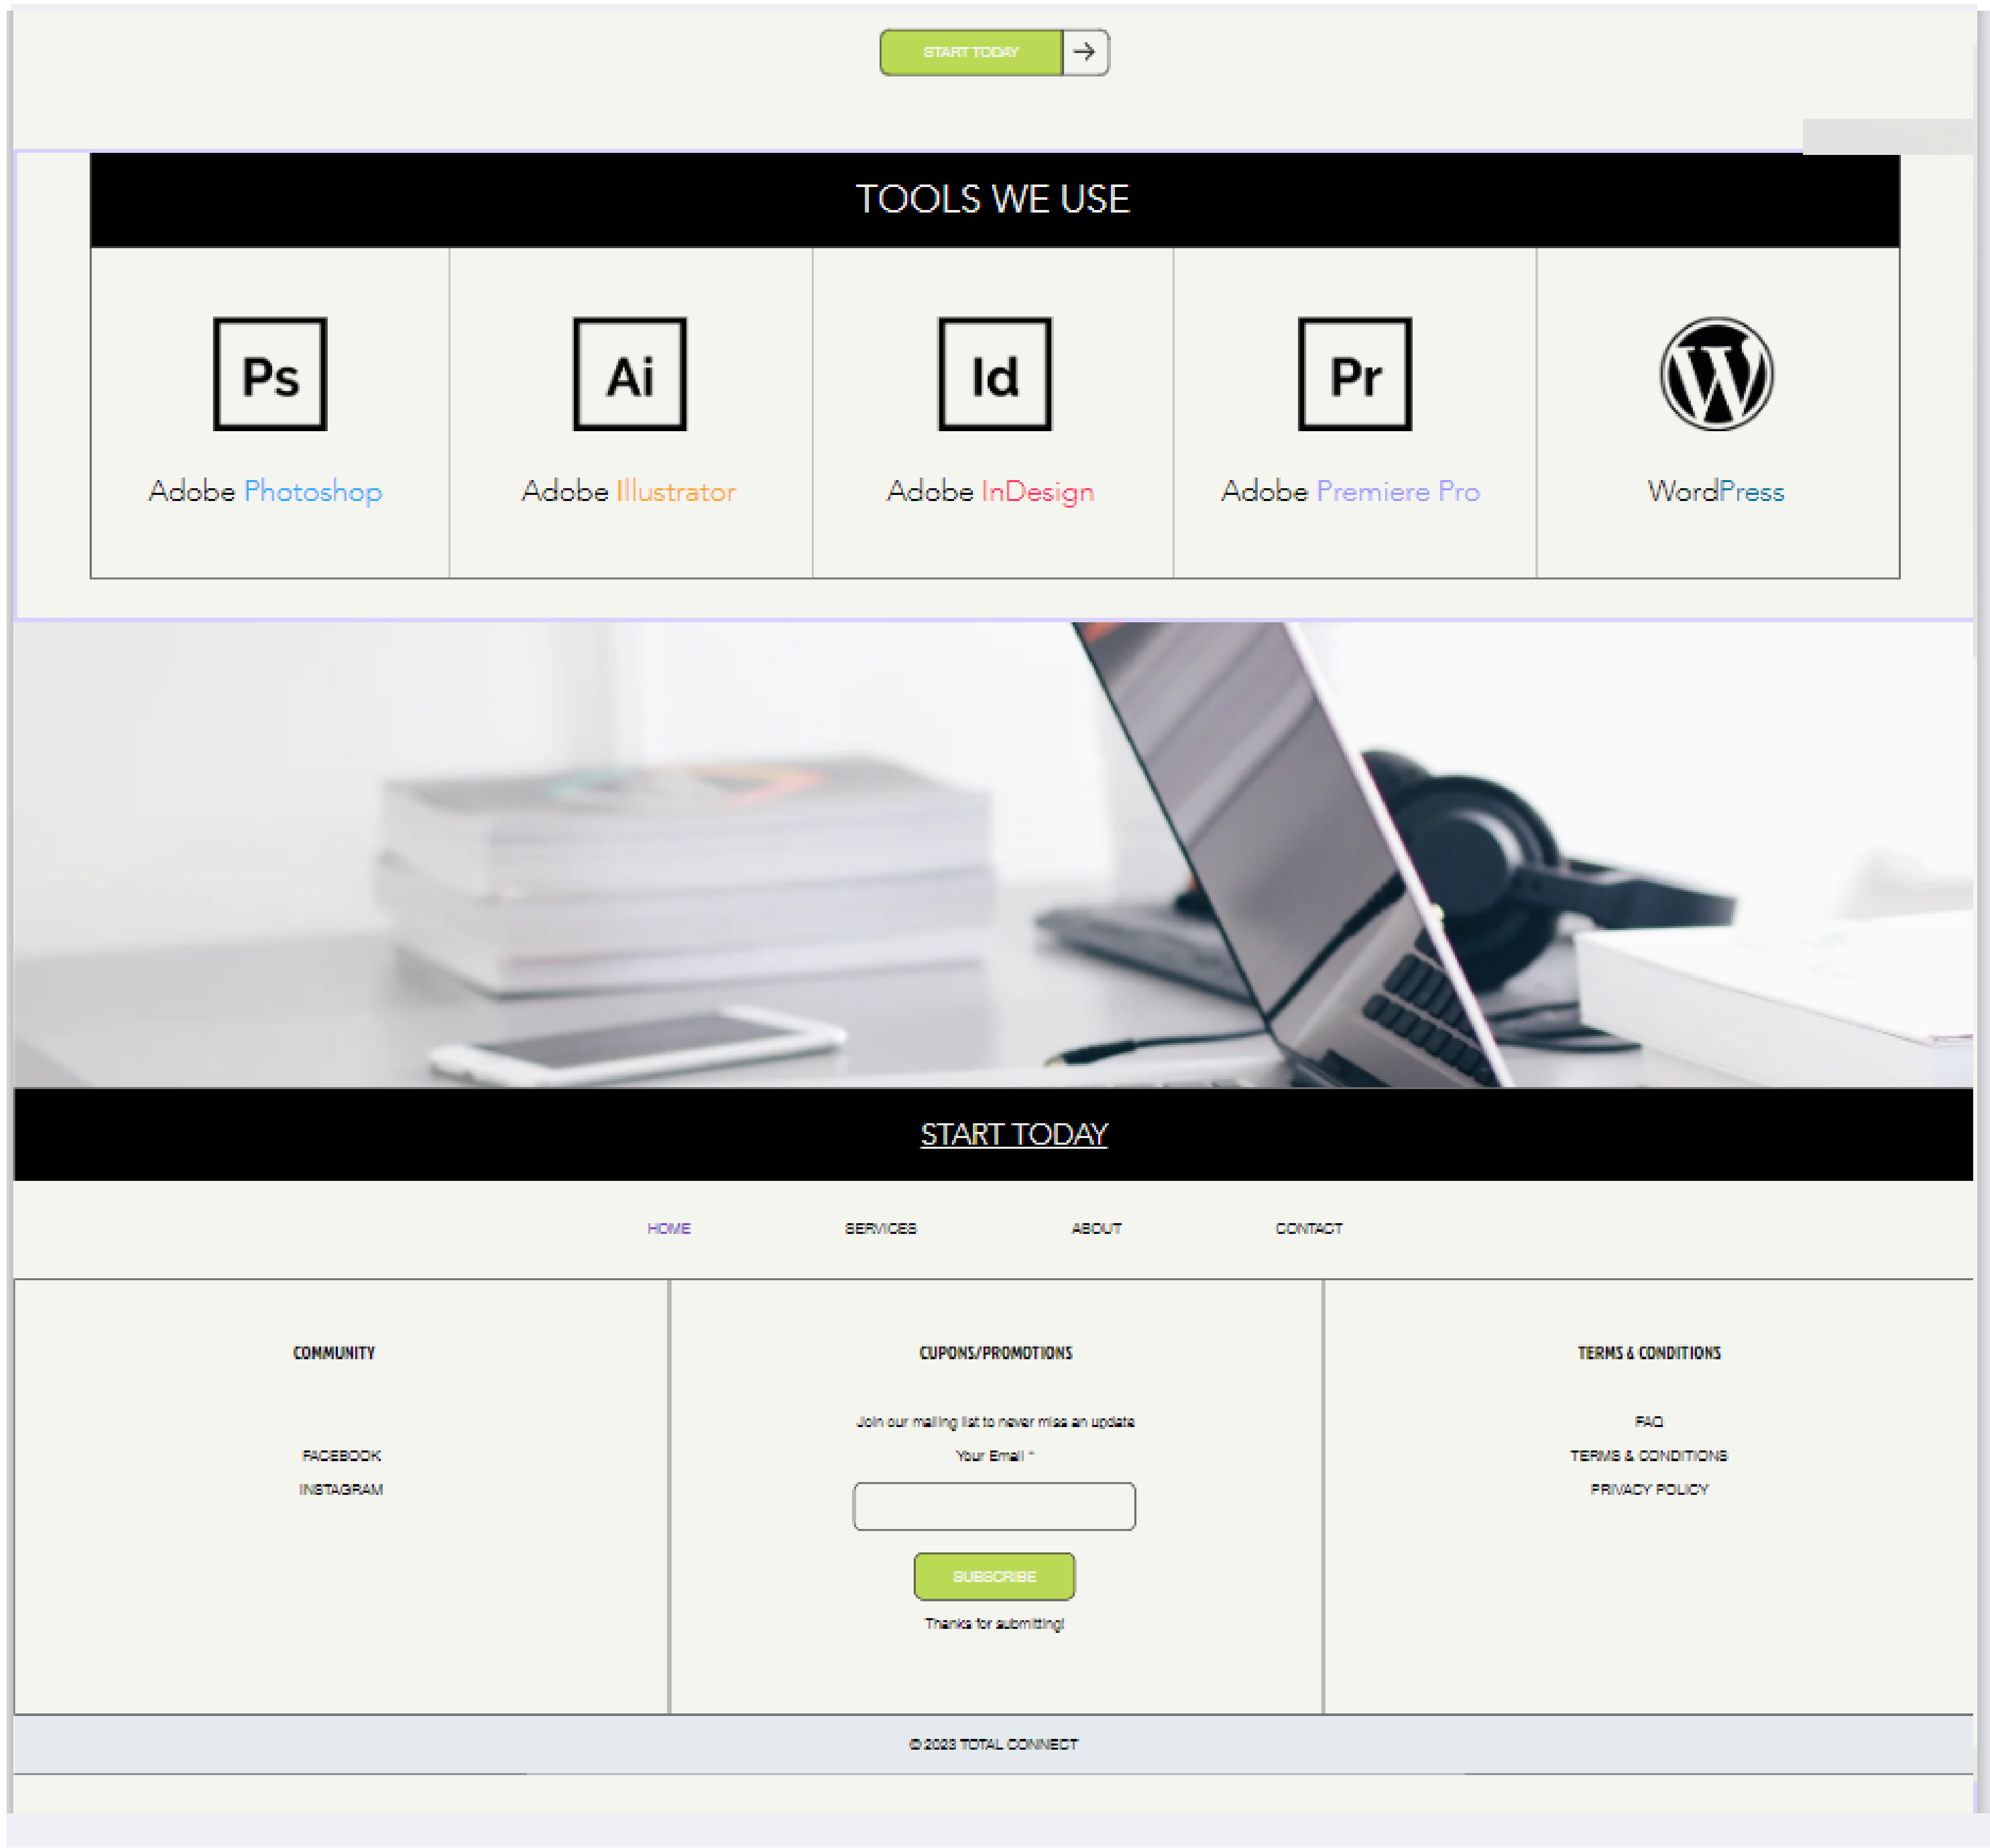 START TODAY →
TOOLS WE USE
Ps Ai Id Pr W
Adobe Photoshop Adobe Illustrator Adobe InDesign Adobe Premiere Pro WordPress
START TODAY
HOME SERVICES ABOUT CONTACT
COMMUNITY CUPONS/PROMOTIONS TERMS & CONDITIONS
Join our mailing list to never miss an update FAQ
FACEBOOK Your Email * TERMS & CONDITIONS
INSTAGRAM PRIVACY POLICY
SUBSCRIBE
Thanks for submitting!
© 2023 TOTAL CONNECT